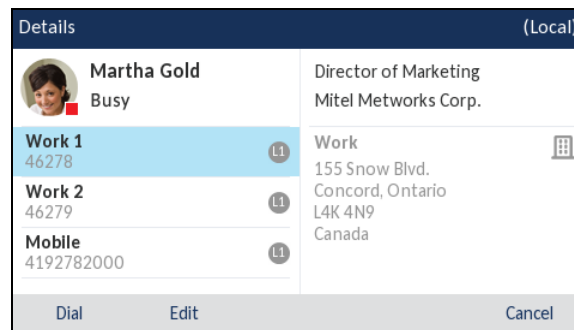 Details
(Local)
Martha Gold
Busy
Director of Marketing
Mitel Metworks Corp.
Work 1
46278
L1
Work 2
46279
L1
Mobile
4192782000
L1
Work
155 Snow Blvd.
Concord, Ontario
L4K 4N9
Canada
Dial
Edit
Cancel